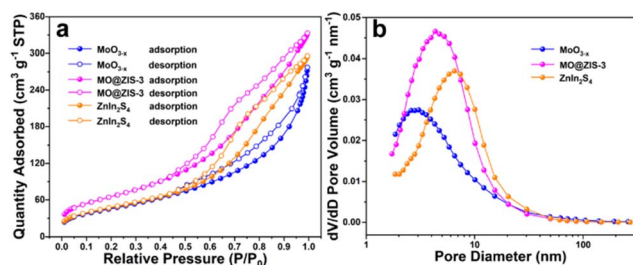 a
Quantity Adsorbed (cm³ g⁻¹ STP)
360
300
240
180
120
60
30
MoO₃₋ₓ adsorption
MoO₃₋ₓ desorption
MO@ZIS-3 adsorption
MO@ZIS-3 desorption
ZnIn₂S₄ adsorption
ZnIn₂S₄ desorption
0.0 0.1 0.2 0.3 0.4 0.5 0.6 0.7 0.8 0.9 1.0
Relative Pressure (P/P₀)
b
dV/dD Pore Volume (cm³ g⁻¹ nm⁻¹)
0.05
0.04
0.03
0.02
0.01
0.00
MoO₃₋ₓ
MO@ZIS-3
ZnIn₂S₄
1 10 100
Pore Diameter (nm)